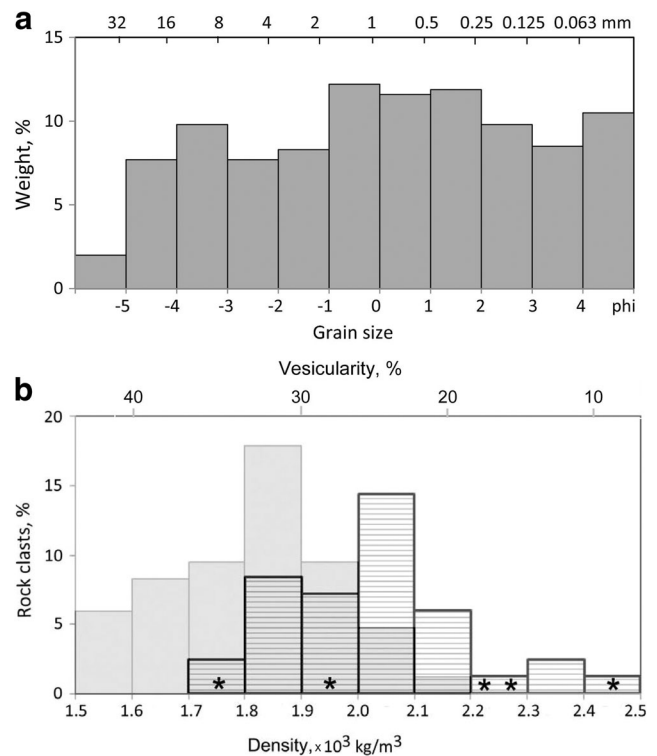 a
32 16 8 4 2 1 0.5 0.25 0.125 0.063 mm
15
10
5
0
Weight, %
-5 -4 -3 -2 -1 0 1 2 3 4 phi
Grain size
b
Vesicularity, %
40 30 20 10
20
15
10
5
0
Rock clasts, %
* * * * *
1.5 1.6 1.7 1.8 1.9 2.0 2.1 2.2 2.3 2.4 2.5
Density, ×10³ kg/m³